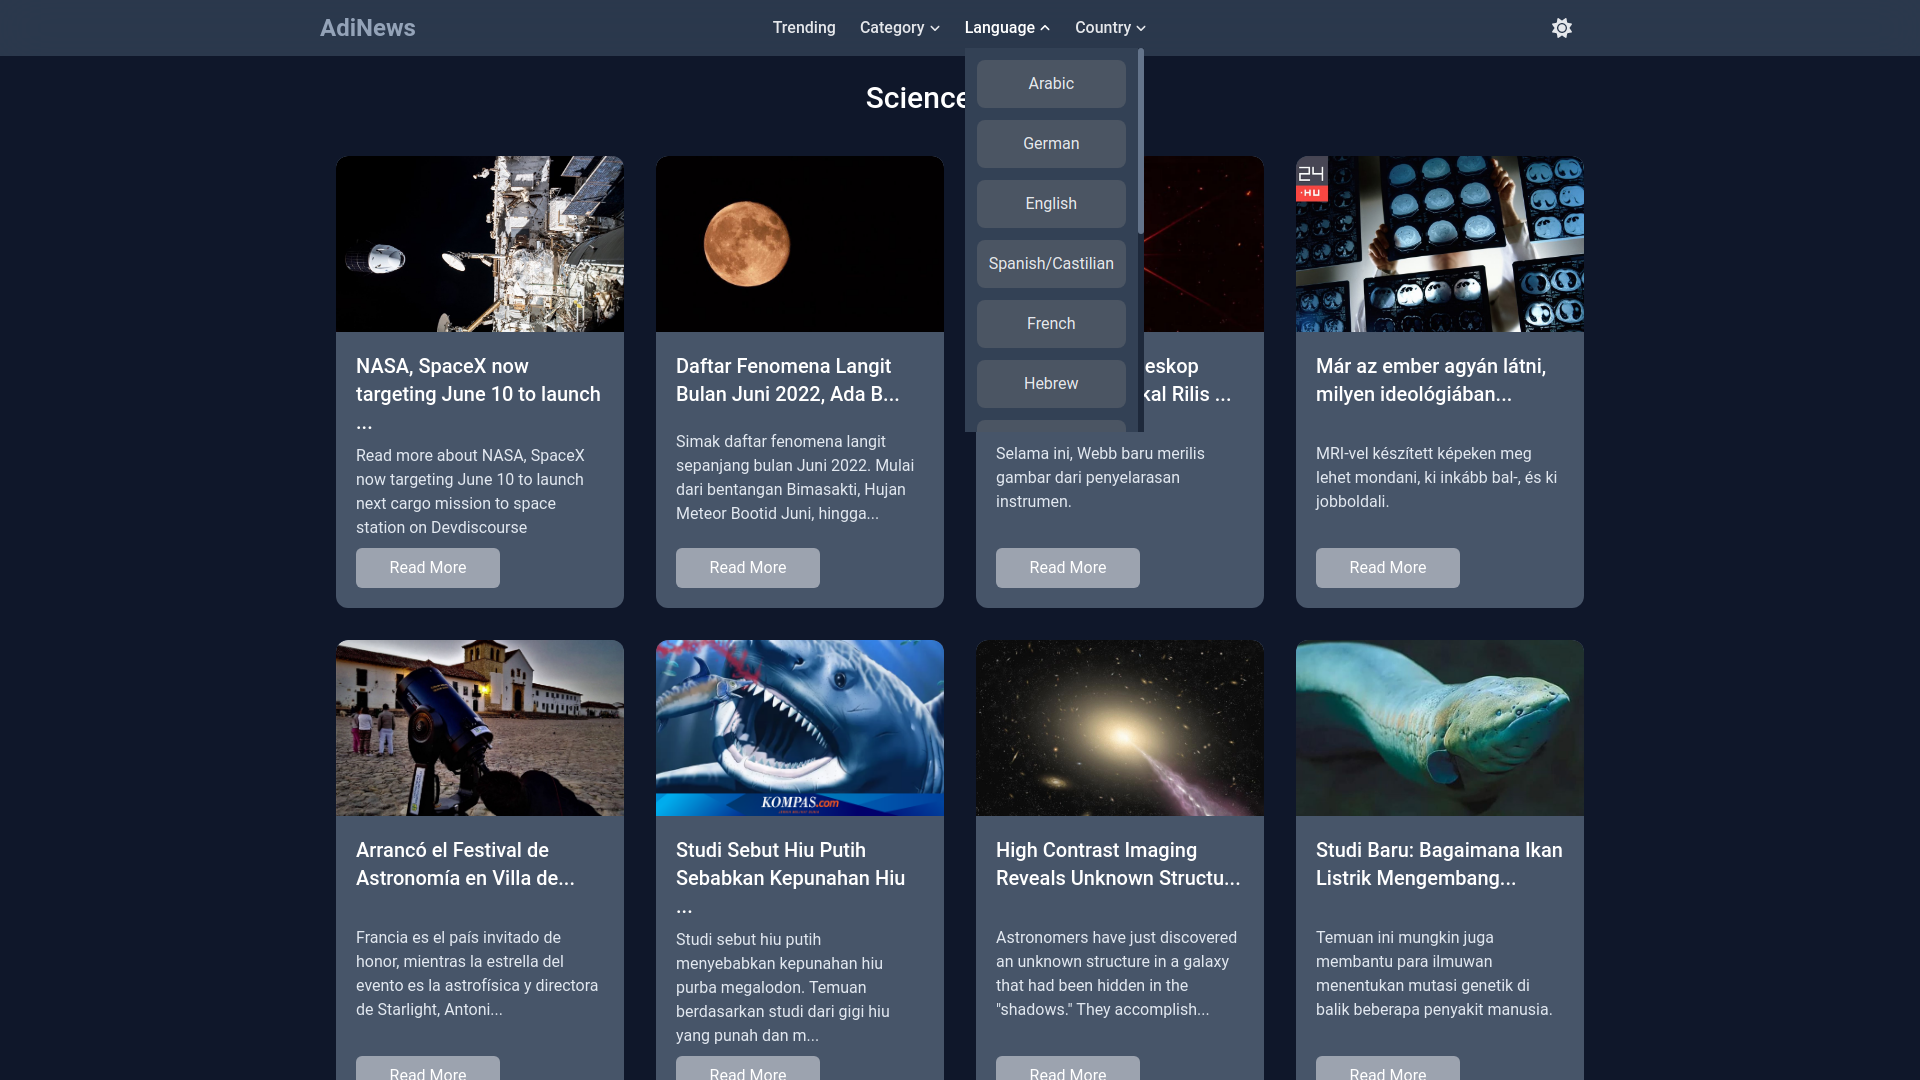 AdiNews
Trending
Category
Language
Country
Arabic
German
English
Spanish/Castilian
French
Hebrew
Science
24
·HU
NASA, SpaceX now
targeting June 10 to launch
...
Read more about NASA, SpaceX
now targeting June 10 to launch
next cargo mission to space
station on Devdiscourse
Read More
Daftar Fenomena Langit
Bulan Juni 2022, Ada B...
Simak daftar fenomena langit
sepanjang bulan Juni 2022. Mulai
dari bentangan Bimasakti, Hujan
Meteor Bootid Juni, hingga...
Read More
eskop
kal Rilis ...
Selama ini, Webb baru merilis
gambar dari penyelarasan
instrumen.
Read More
Már az ember agyán látni,
milyen ideológiában...
MRI-vel készített képeken meg
lehet mondani, ki inkább bal-, és ki
jobboldali.
Read More
Arrancó el Festival de
Astronomía en Villa de...
Francia es el país invitado de
honor, mientras la estrella del
evento es la astrofísica y directora
de Starlight, Antoni...
Read More
KOMPAS.com
Studi Sebut Hiu Putih
Sebabkan Kepunahan Hiu
...
Studi sebut hiu putih
menyebabkan kepunahan hiu
purba megalodon. Temuan
berdasarkan studi dari gigi hiu
yang punah dan m...
Read More
High Contrast Imaging
Reveals Unknown Structu...
Astronomers have just discovered
an unknown structure in a galaxy
that had been hidden in the
"shadows." They accomplish...
Read More
Studi Baru: Bagaimana Ikan
Listrik Mengembang...
Temuan ini mungkin juga
membantu para ilmuwan
menentukan mutasi genetik di
balik beberapa penyakit manusia.
Read More